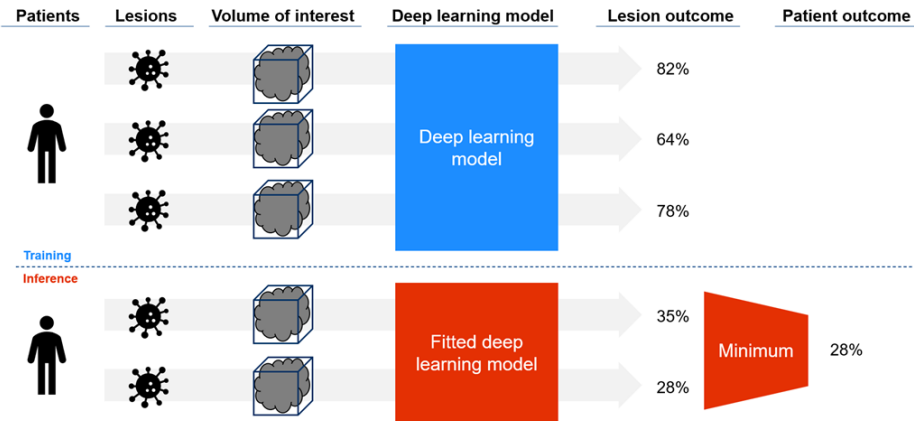 Patients Lesions Volume of interest Deep learning model Lesion outcome Patient outcome
82%
Deep learning
model
64%
78%
Training
Inference
35%
Fitted deep
learning model
Minimum
28%
28%